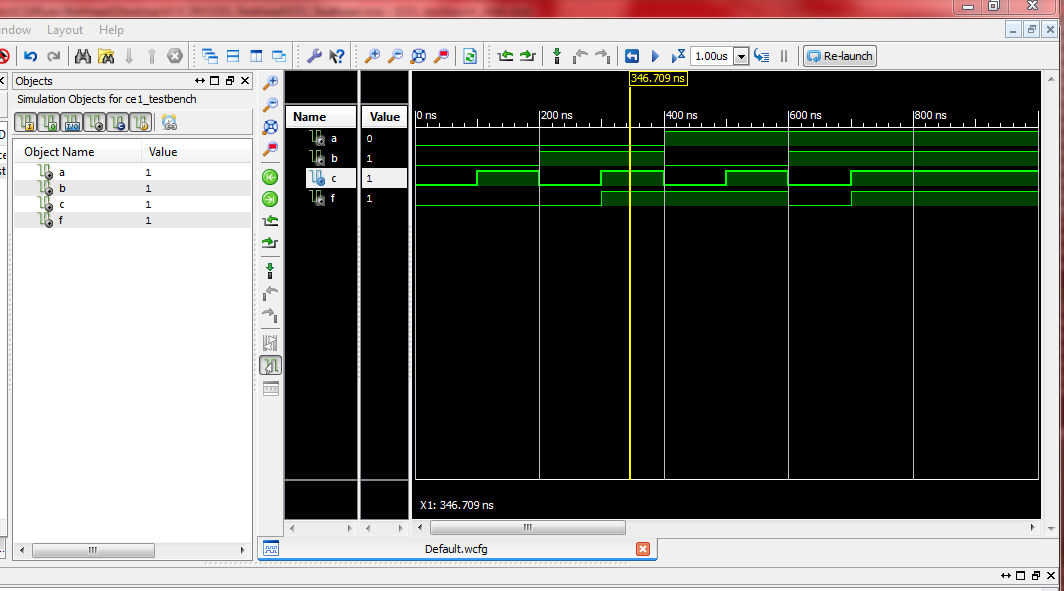 ndow Layout Help
1.00us Re-launch
Objects
Simulation Objects for ce1_testbench
Object Name Value
a 1
b 1
c 1
f 1
346.709 ns
Name Value
0 ns 200 ns 400 ns 600 ns 800 ns
a 0
b 1
c 1
f 1
X1: 346.709 ns
Default.wcfg